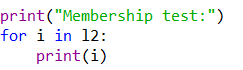 print("Membership test:")
for i in l2:
    print(i)